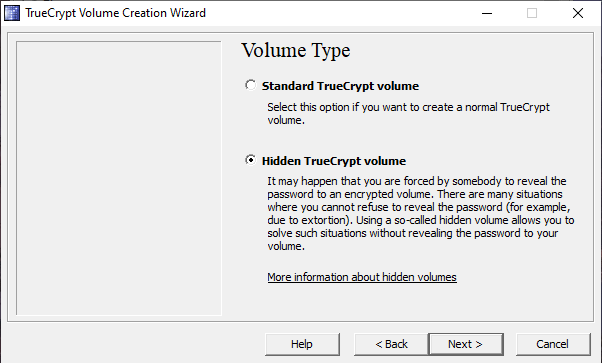 TrueCrypt Volume Creation Wizard
Volume Type
Standard TrueCrypt volume
Select this option if you want to create a normal TrueCrypt
volume.
Hidden TrueCrypt volume
It may happen that you are forced by somebody to reveal the
password to an encrypted volume. There are many situations
where you cannot refuse to reveal the password (for example,
due to extortion). Using a so-called hidden volume allows you to
solve such situations without revealing the password to your
volume.
More information about hidden volumes
Help
< Back
Next >
Cancel